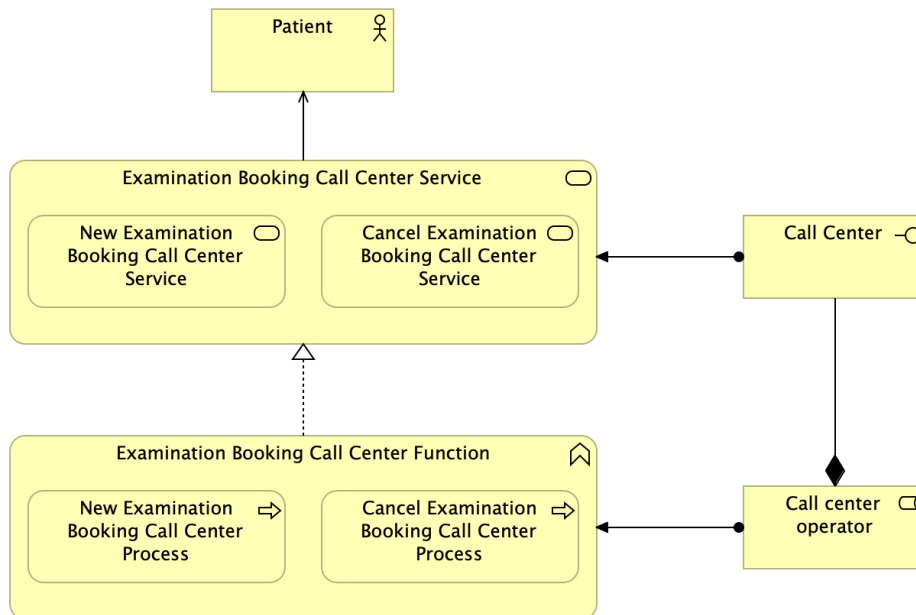 Patient
Examination Booking Call Center Service
New Examination
Booking Call Center
Service
Cancel Examination
Booking Call Center
Service
Call Center
Examination Booking Call Center Function
New Examination
Booking Call Center
Process
Cancel Examination
Booking Call Center
Process
Call center
operator